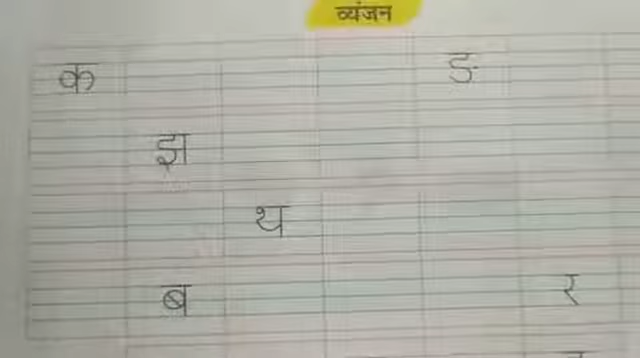 व्यंजन
क ङ
झ
थ
ब र